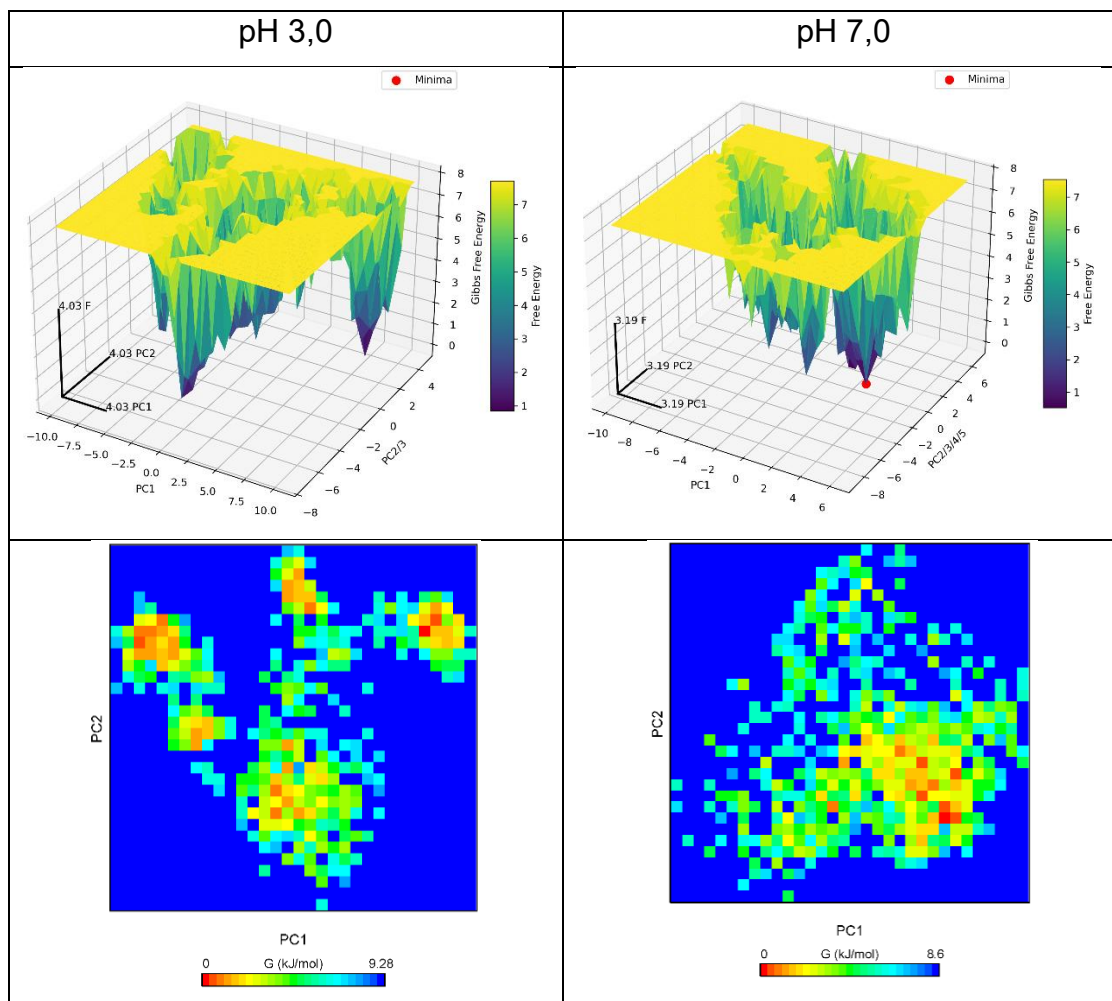 pH 3,0
pH 7,0
Minima
8
7
6
5
4
3
2
1
0
Gibbs Free Energy
7
6
5
4
3
2
1
Free Energy
4.03 F
4.03 PC2
4.03 PC1
−10.0
−7.5
−5.0
−2.5
0.0
2.5
5.0
7.5
10.0
PC1
4
2
0
−2
−4
−6
−8
PC2/3
Minima
8
7
6
5
4
3
2
1
0
Gibbs Free Energy
7
6
5
4
3
2
1
Free Energy
3.19 F
3.19 PC2
3.19 PC1
−10
−8
−6
−4
−2
0
2
4
6
PC1
6
4
2
0
−2
−4
−6
−8
PC2/3/4/5
PC2
PC1
0 G (kJ/mol) 9.28
PC2
PC1
0 G (kJ/mol) 8.6